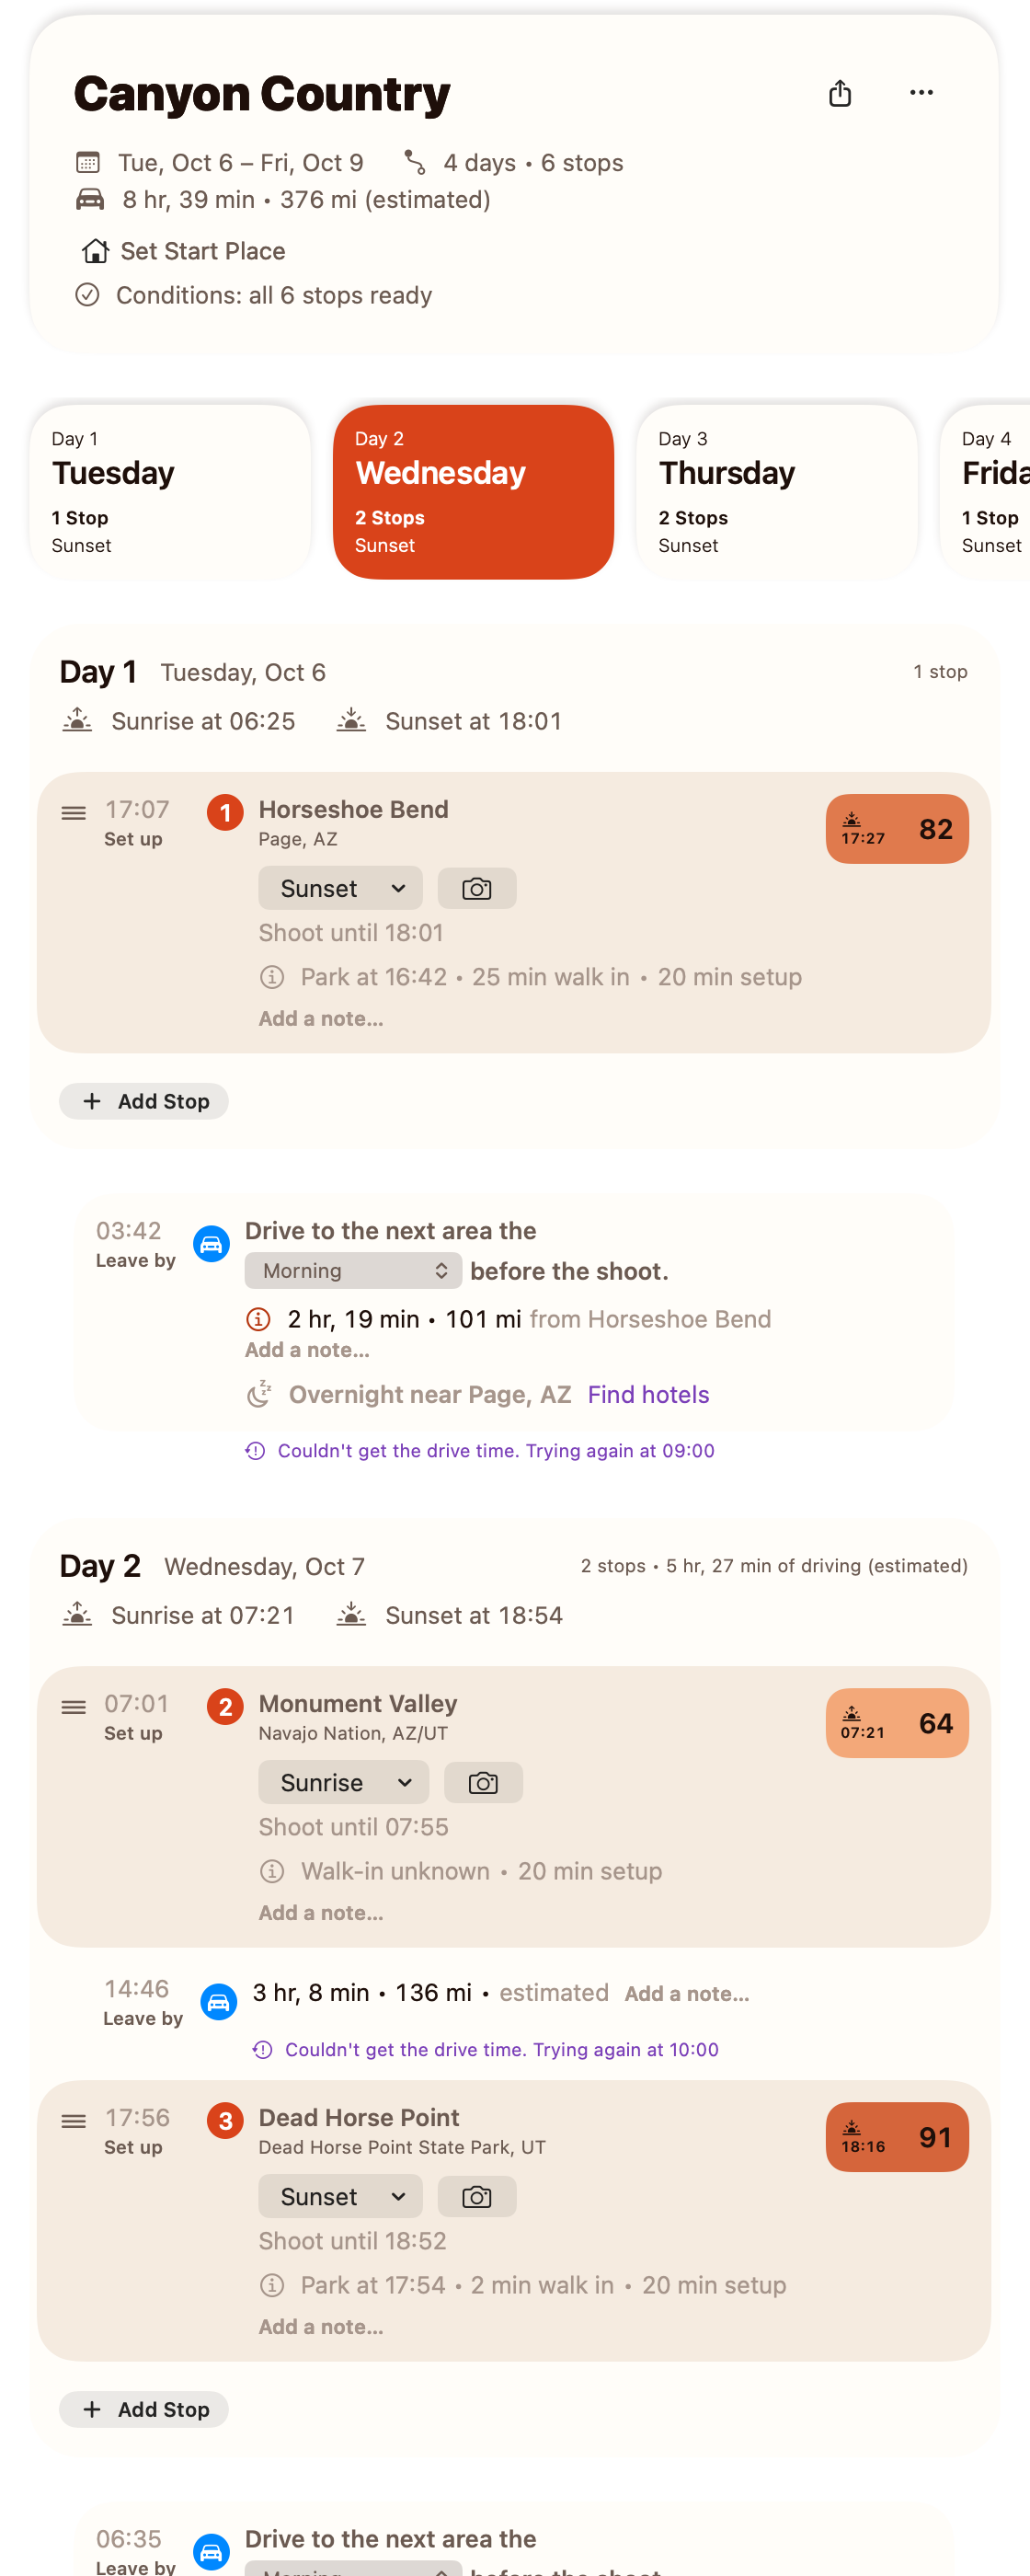 Canyon Country
Tue, Oct 6 – Fri, Oct 9   4 days • 6 stops
8 hr, 39 min • 376 mi (estimated)
Set Start Place
Conditions: all 6 stops ready
Day 1
Tuesday
1 Stop
Sunset
Day 2
Wednesday
2 Stops
Sunset
Day 3
Thursday
2 Stops
Sunset
Day 4
Frida
1 Stop
Sunset
Day 1 Tuesday, Oct 6 1 stop
Sunrise at 06:25 Sunset at 18:01
17:07
Set up
1 Horseshoe Bend
Page, AZ
17:27 82
Sunset
Shoot until 18:01
Park at 16:42 • 25 min walk in • 20 min setup
Add a note...
+ Add Stop
03:42
Leave by
Drive to the next area the
Morning before the shoot.
2 hr, 19 min • 101 mi from Horseshoe Bend
Add a note...
Overnight near Page, AZ Find hotels
Couldn't get the drive time. Trying again at 09:00
Day 2 Wednesday, Oct 7 2 stops • 5 hr, 27 min of driving (estimated)
Sunrise at 07:21 Sunset at 18:54
07:01
Set up
2 Monument Valley
Navajo Nation, AZ/UT
07:21 64
Sunrise
Shoot until 07:55
Walk-in unknown • 20 min setup
Add a note...
14:46
Leave by
3 hr, 8 min • 136 mi • estimated Add a note...
Couldn't get the drive time. Trying again at 10:00
17:56
Set up
3 Dead Horse Point
Dead Horse Point State Park, UT
18:16 91
Sunset
Shoot until 18:52
Park at 17:54 • 2 min walk in • 20 min setup
Add a note...
+ Add Stop
06:35
Leave by
Drive to the next area the
Morning before the shoot.